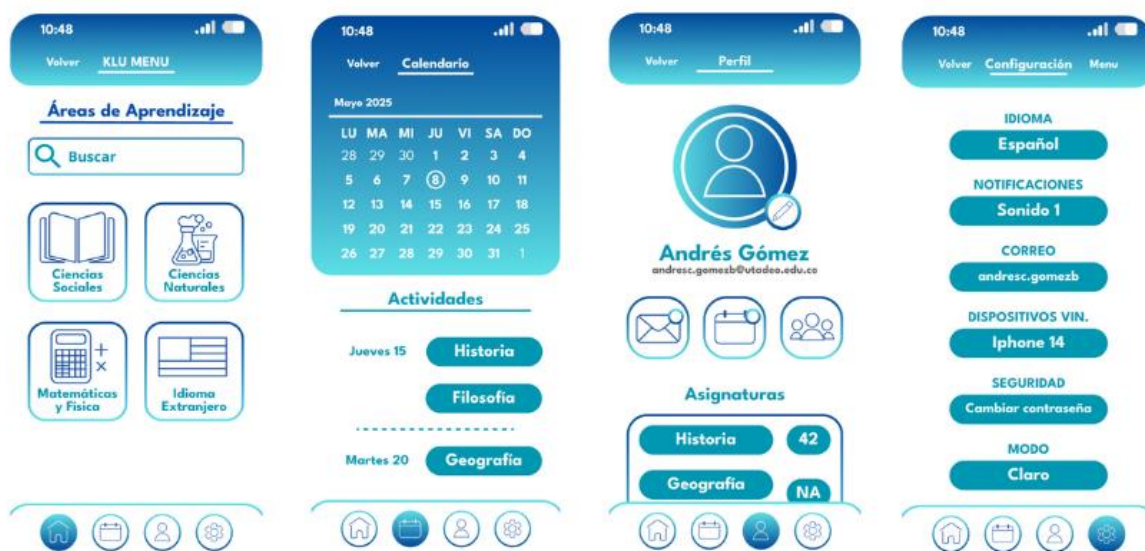 10:48
Volver KLU MENU
Áreas de Aprendizaje
Buscar
Ciencias
Sociales
Ciencias
Naturales
Matemáticas
y Física
Idioma
Extranjero
10:48
Volver Calendario
Mayo 2025
LU MA MI JU VI SA DO
28 29 30 1 2 3 4
5 6 7 8 9 10 11
12 13 14 15 16 17 18
19 20 21 22 23 24 25
26 27 28 29 30 31 1
Actividades
Jueves 15 Historia
Filosofía
Martes 20 Geografía
10:48
Volver Perfil
Andrés Gómez
andresc.gomezb@utadeo.edu.co
Asignaturas
Historia 42
Geografía NA
10:48
Volver Configuración Menu
IDIOMA
Español
NOTIFICACIONES
Sonido 1
CORREO
andresc.gomezb
DISPOSITIVOS VIN.
Iphone 14
SEGURIDAD
Cambiar contraseña
MODO
Claro